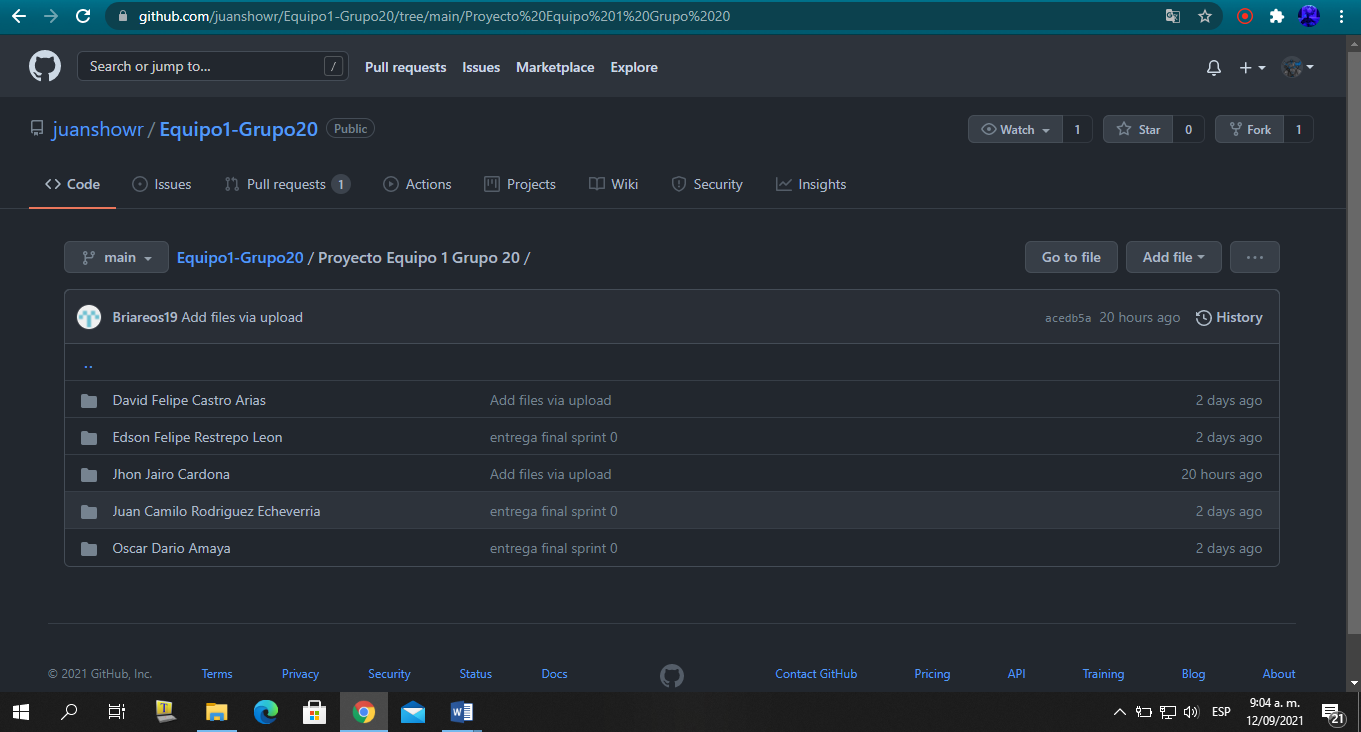 github.com/juanshowr/Equipo1-Grupo20/tree/main/Proyecto%20Equipo%201%20Grupo%2020
Search or jump to... / Pull requests Issues Marketplace Explore
juanshowr / Equipo1-Grupo20 Public Watch 1 Star 0 Fork 1
Code Issues Pull requests 1 Actions Projects Wiki Security Insights
main Equipo1-Grupo20 / Proyecto Equipo 1 Grupo 20 / Go to file Add file ...
Briareos19 Add files via upload acedb5a 20 hours ago History
..
David Felipe Castro Arias Add files via upload 2 days ago
Edson Felipe Restrepo Leon entrega final sprint 0 2 days ago
Jhon Jairo Cardona Add files via upload 20 hours ago
Juan Camilo Rodriguez Echeverria entrega final sprint 0 2 days ago
Oscar Dario Amaya entrega final sprint 0 2 days ago
© 2021 GitHub, Inc. Terms Privacy Security Status Docs Contact GitHub Pricing API Training Blog About
ESP 9:04 a. m.
12/09/2021 21